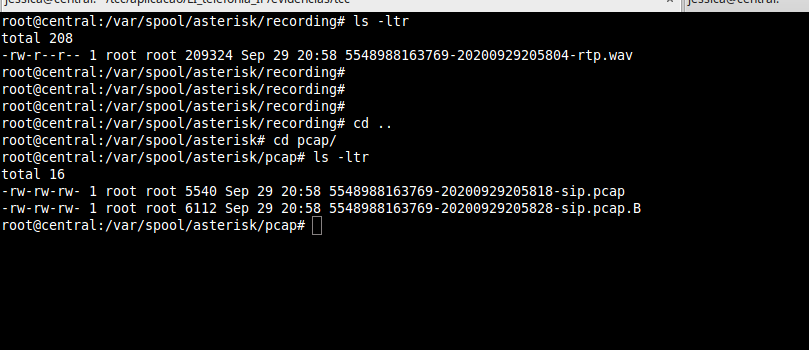 root@central:/var/spool/asterisk/recording# ls -ltr
total 208
-rw-r--r-- 1 root root 209324 Sep 29 20:58 5548988163769-20200929205804-rtp.wav
root@central:/var/spool/asterisk/recording#
root@central:/var/spool/asterisk/recording#
root@central:/var/spool/asterisk/recording#
root@central:/var/spool/asterisk/recording# cd ..
root@central:/var/spool/asterisk# cd pcap/
root@central:/var/spool/asterisk/pcap# ls -ltr
total 16
-rw-rw-rw- 1 root root 5540 Sep 29 20:58 5548988163769-20200929205818-sip.pcap
-rw-rw-rw- 1 root root 6112 Sep 29 20:58 5548988163769-20200929205828-sip.pcap.B
root@central:/var/spool/asterisk/pcap#